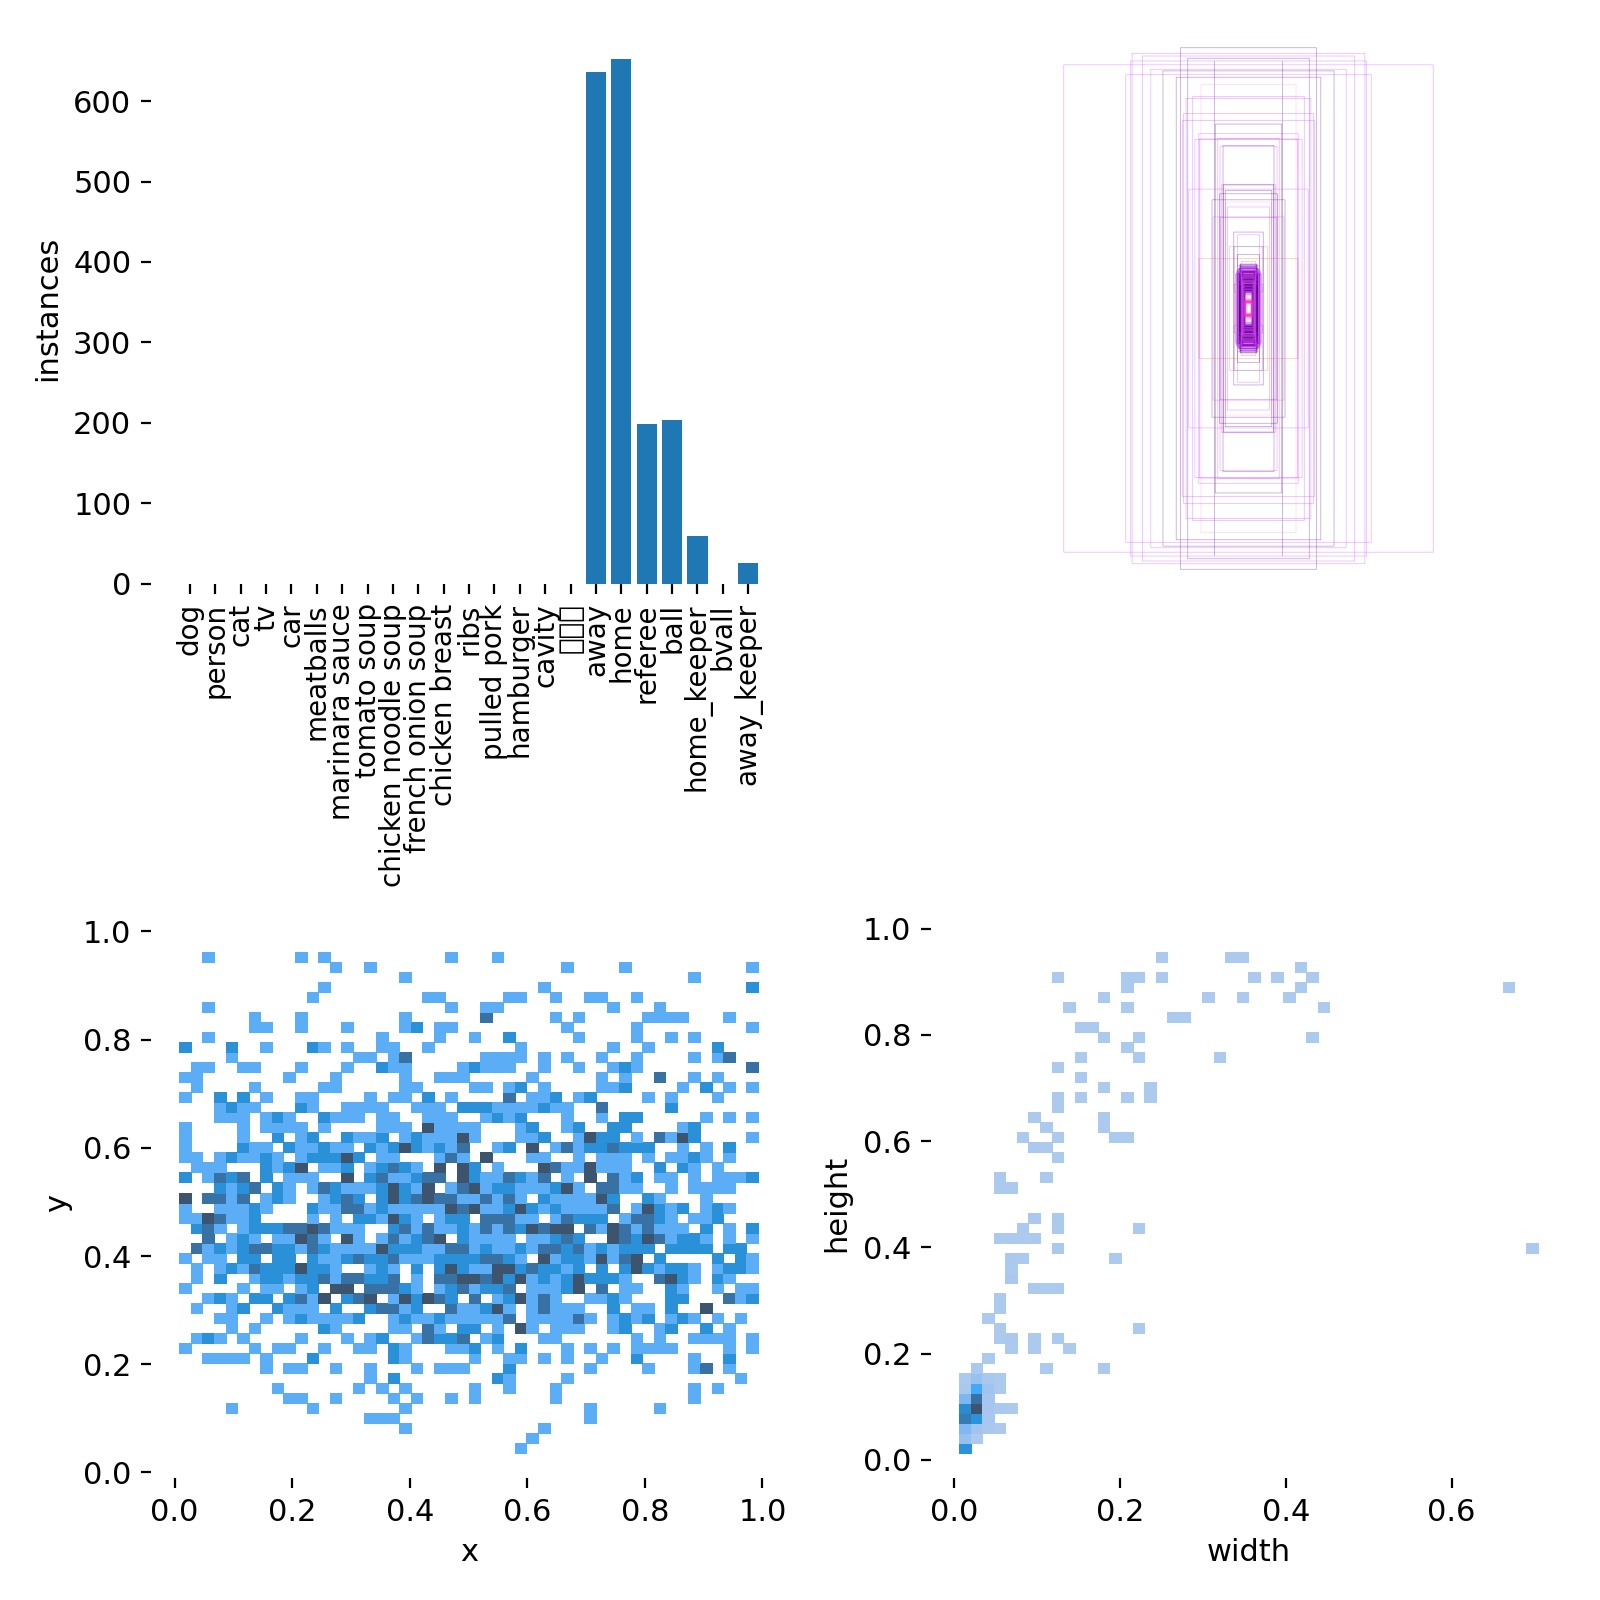 600
500
400
300
200
100
0
instances
dog
person
cat
tv
car
meatballs
marinara sauce
tomato soup
chicken noodle soup
french onion soup
chicken breast
ribs
pulled pork
hamburger
cavity
away
home
referee
ball
home_keeper
bvall
away_keeper
1.0
0.8
0.6
0.4
0.2
0.0
y
0.0 0.2 0.4 0.6 0.8 1.0
x
1.0
0.8
0.6
0.4
0.2
0.0
height
0.0 0.2 0.4 0.6
width